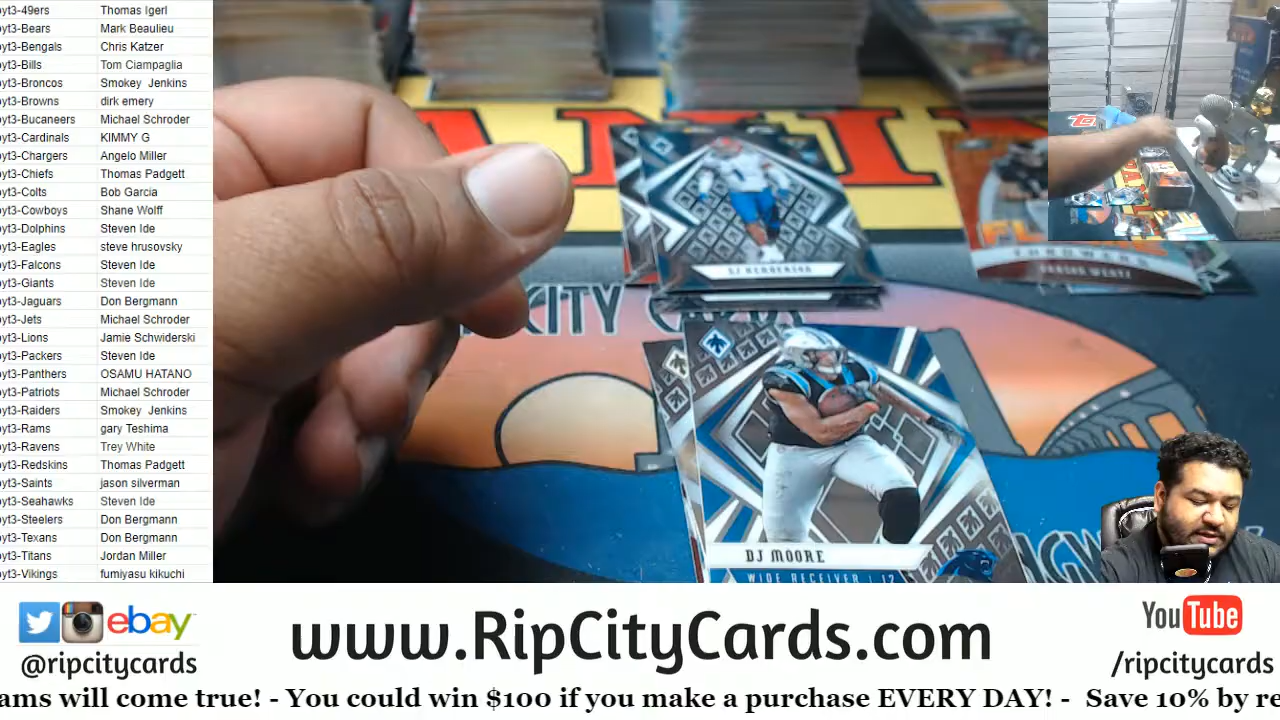 yt3-49ers Thomas Igerl
yt3-Bears Mark Beaulieu
yt3-Bengals Chris Katzer
yt3-Bills Tom Ciampaglia
yt3-Broncos Smokey Jenkins
yt3-Browns dirk emery
yt3-Bucaneers Michael Schroder
yt3-Cardinals KIMMY G
yt3-Chargers Angelo Miller
yt3-Chiefs Thomas Padgett
yt3-Colts Bob Garcia
yt3-Cowboys Shane Wolff
yt3-Dolphins Steven Ide
yt3-Eagles steve hrusovsky
yt3-Falcons Steven Ide
yt3-Giants Steven Ide
yt3-Jaguars Don Bergmann
yt3-Jets Michael Schroder
yt3-Lions Jamie Schwiderski
yt3-Packers Steven Ide
yt3-Panthers OSAMU HATANO
yt3-Patriots Michael Schroder
yt3-Raiders Smokey Jenkins
yt3-Rams gary Teshima
yt3-Ravens Trey White
yt3-Redskins Thomas Padgett
yt3-Saints jason silverman
yt3-Seahawks Steven Ide
yt3-Steelers Don Bergmann
yt3-Texans Don Bergmann
yt3-Titans Jordan Miller
yt3-Vikings fumiyasu kikuchi
CJ HENDERSON
CARSON WENTZ
CITY CARDS
DJ MOORE
WIDE RECEIVER | 12
ebay
@ripcitycards
www.RipCityCards.com
YouTube
/ripcitycards
ams will come true! - You could win $100 if you make a purchase EVERY DAY! - Save 10% by re